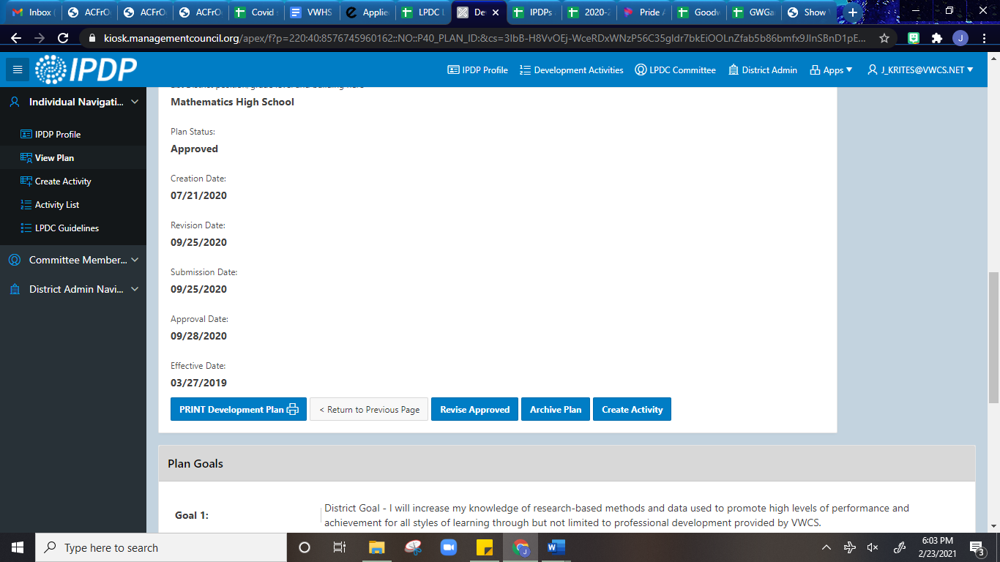 Inbox (
ACFrO
ACFrO
ACFrO
Covid
VWHS
Applie
LPDC L
De
IPDPs
2020-2
Pride A
Goodw
GWGa
Show
kiosk.managementcouncil.org/apex/f?p=220:40:8576745960162::NO::P40_PLAN_ID:&cs=3IbB-H8VvOEj-WceRDxWNzP56C35gldr7bkEiOOLnZfab5b86bmfx9JlnSBnD1pE...
J
IPDP
IPDP Profile
Development Activities
LPDC Committee
District Admin
Apps
J_KRITES@VWCS.NET
Individual Navigati...
IPDP Profile
View Plan
Create Activity
Activity List
LPDC Guidelines
Committee Member...
District Admin Navi...
Mathematics High School
Plan Status:
Approved
Creation Date:
07/21/2020
Revision Date:
09/25/2020
Submission Date:
09/25/2020
Approval Date:
09/28/2020
Effective Date:
03/27/2019
PRINT Development Plan
< Return to Previous Page
Revise Approved
Archive Plan
Create Activity
Plan Goals
Goal 1:
District Goal - I will increase my knowledge of research-based methods and data used to promote high levels of performance and
achievement for all styles of learning through but not limited to professional development provided by VWCS.
Type here to search
6:03 PM
2/23/2021
3